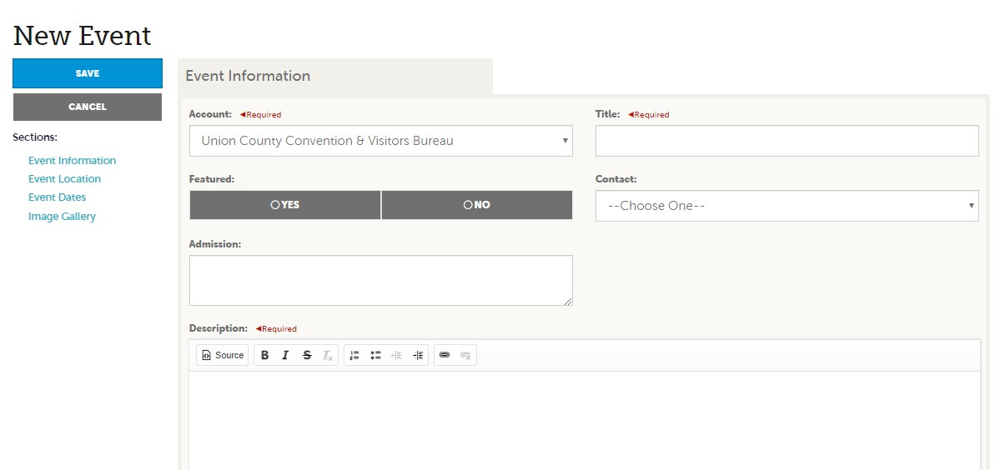 New Event
SAVE
CANCEL
Sections:
Event Information
Event Location
Event Dates
Image Gallery
Event Information
Account: ◄Required
Union County Convention & Visitors Bureau
Title: ◄Required
Featured:
YES
NO
Contact:
--Choose One--
Admission:
Description: ◄Required
Source
B I S Ix